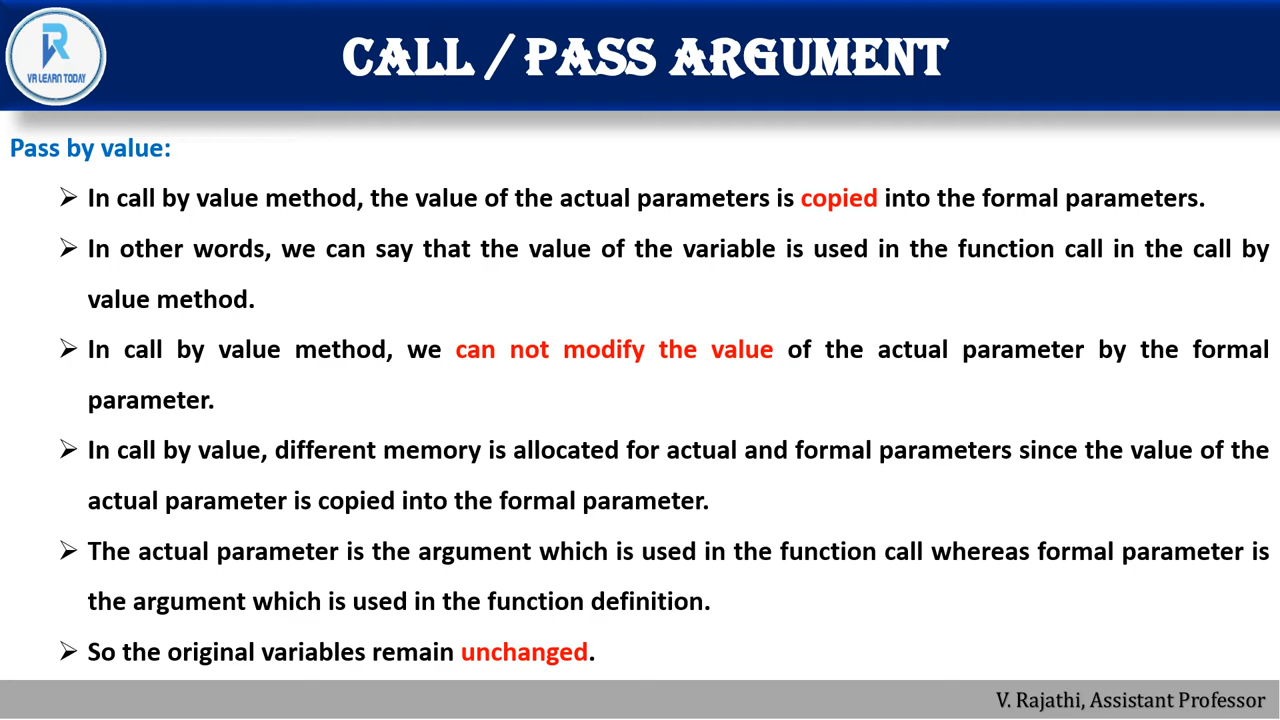 VR LEARN TODAY
CALL / PASS ARGUMENT
Pass by value:
➢ In call by value method, the value of the actual parameters is copied into the formal parameters.
➢ In other words, we can say that the value of the variable is used in the function call in the call by
value method.
➢ In call by value method, we can not modify the value of the actual parameter by the formal
parameter.
➢ In call by value, different memory is allocated for actual and formal parameters since the value of the
actual parameter is copied into the formal parameter.
➢ The actual parameter is the argument which is used in the function call whereas formal parameter is
the argument which is used in the function definition.
➢ So the original variables remain unchanged.
V. Rajathi, Assistant Professor